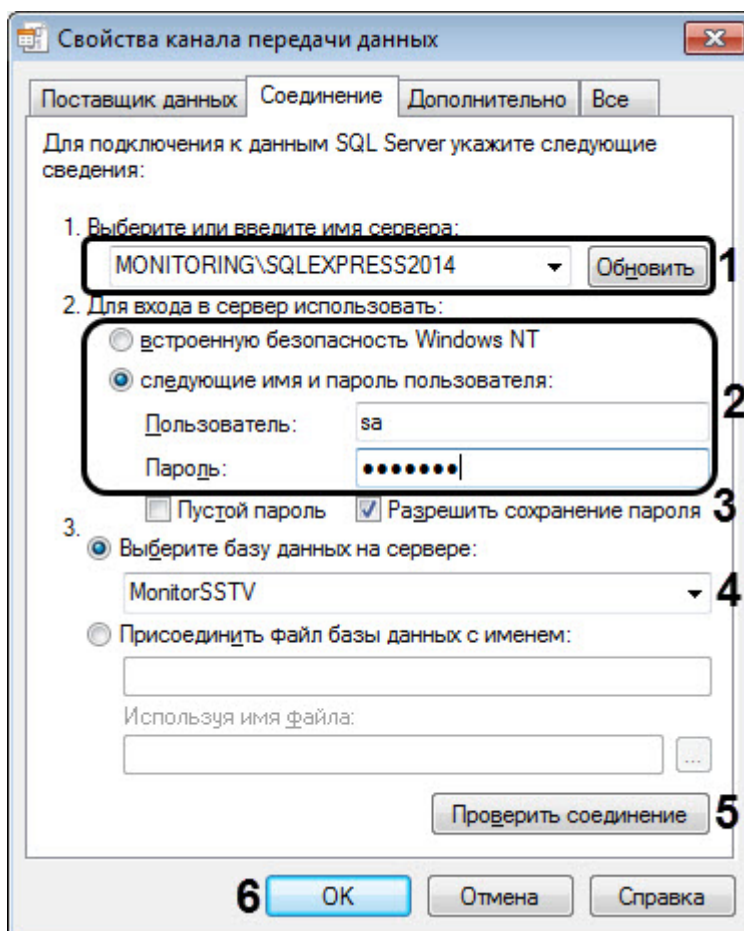 Свойства канала передачи данных
Поставщик данных Соединение Дополнительно Все
Для подключения к данным SQL Server укажите следующие
сведения:
1. Выберите или введите имя сервера:
MONITORING\SQLEXPRESS2014 Обновить 1
2. Для входа в сервер использовать:
встроенную безопасность Windows NT
следующие имя и пароль пользователя:
2
Пользователь: sa
Пароль: •••••••
Пустой пароль Разрешить сохранение пароля 3
3.
Выберите базу данных на сервере:
MonitorSSTV 4
Присоединить файл базы данных с именем:
Используя имя файла:
...
Проверить соединение 5
6 OK Отмена Справка